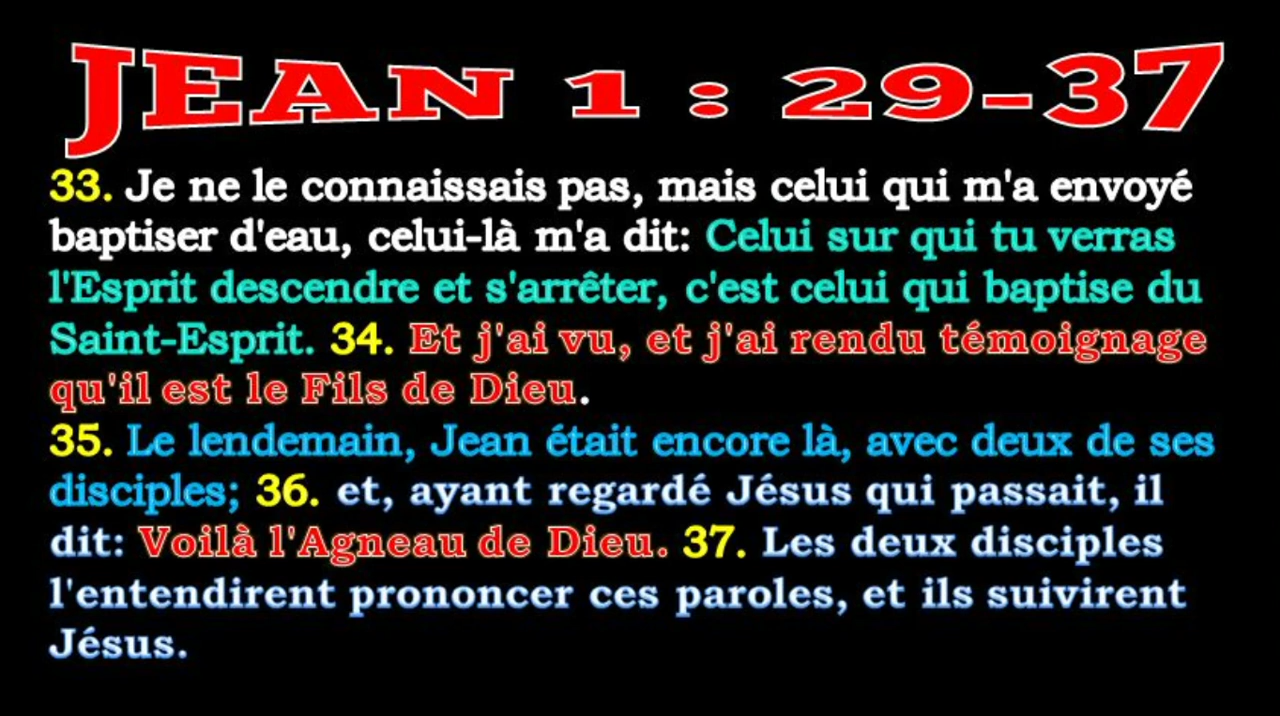 JEAN 1 : 29-37
33. Je ne le connaissais pas, mais celui qui m'a envoyé
baptiser d'eau, celui-là m'a dit: Celui sur qui tu verras
l'Esprit descendre et s'arrêter, c'est celui qui baptise du
Saint-Esprit. 34. Et j'ai vu, et j'ai rendu témoignage
qu'il est le Fils de Dieu.
35. Le lendemain, Jean était encore là, avec deux de ses
disciples; 36. et, ayant regardé Jésus qui passait, il
dit: Voilà l'Agneau de Dieu. 37. Les deux disciples
l'entendirent prononcer ces paroles, et ils suivirent
Jésus.